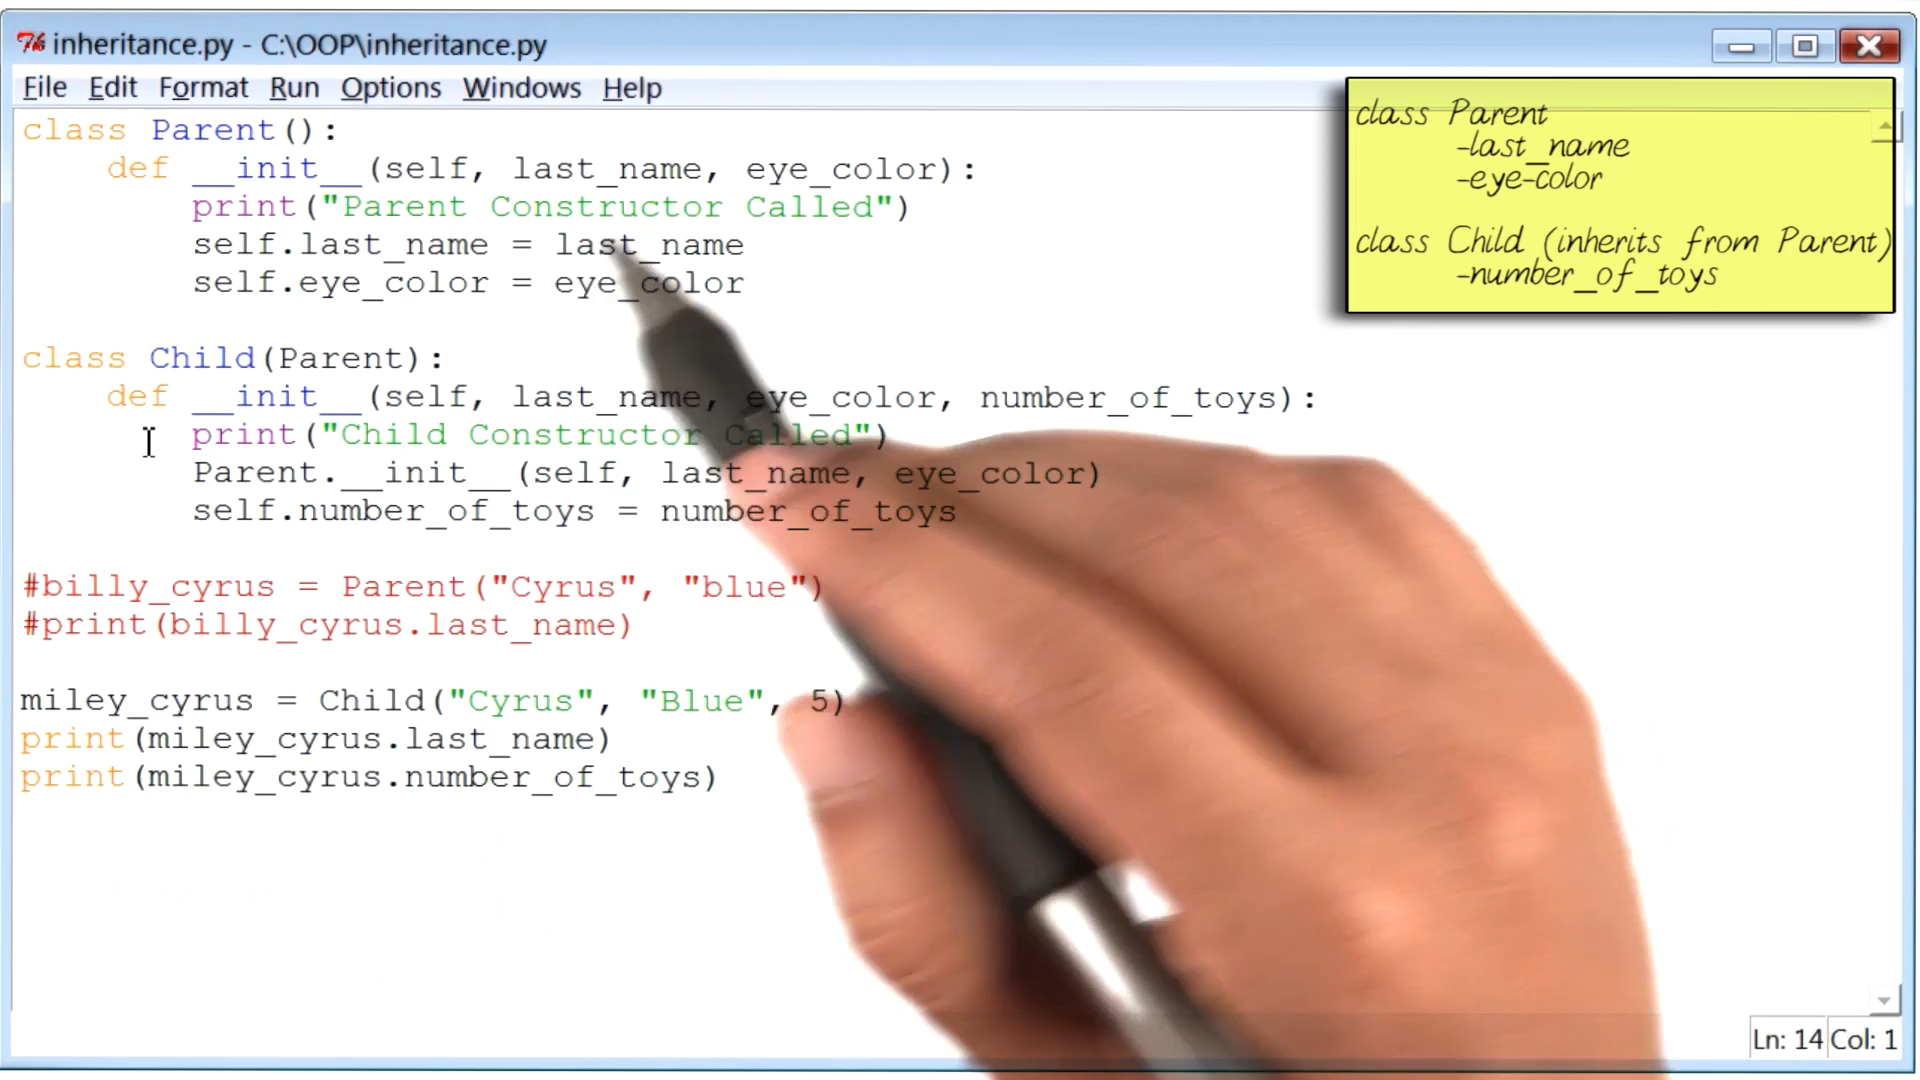 inheritance.py - C:\OOP\inheritance.py
File Edit Format Run Options Windows Help
class Parent():
    def __init__(self, last_name, eye_color):
        print("Parent Constructor Called")
        self.last_name = last_name
        self.eye_color = eye_color
class Child(Parent):
    def __init__(self, last_name, eye_color, number_of_toys):
        print("Child Constructor Called")
        Parent.__init__(self, last_name, eye_color)
        self.number_of_toys = number_of_toys
#billy_cyrus = Parent("Cyrus", "blue")
#print(billy_cyrus.last_name)
miley_cyrus = Child("Cyrus", "Blue", 5)
print(miley_cyrus.last_name)
print(miley_cyrus.number_of_toys)
class Parent
-last_name
-eye-color
class Child (inherits from Parent)
-number_of_toys
Ln: 14 Col: 1